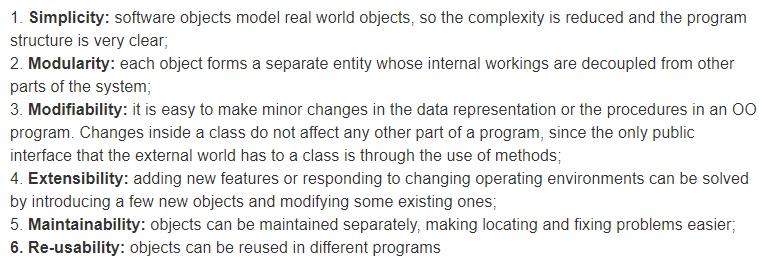 1. Simplicity: software objects model real world objects, so the complexity is reduced and the program
structure is very clear;
2. Modularity: each object forms a separate entity whose internal workings are decoupled from other
parts of the system;
3. Modifiability: it is easy to make minor changes in the data representation or the procedures in an OO
program. Changes inside a class do not affect any other part of a program, since the only public
interface that the external world has to a class is through the use of methods;
4. Extensibility: adding new features or responding to changing operating environments can be solved
by introducing a few new objects and modifying some existing ones;
5. Maintainability: objects can be maintained separately, making locating and fixing problems easier;
6. Re-usability: objects can be reused in different programs